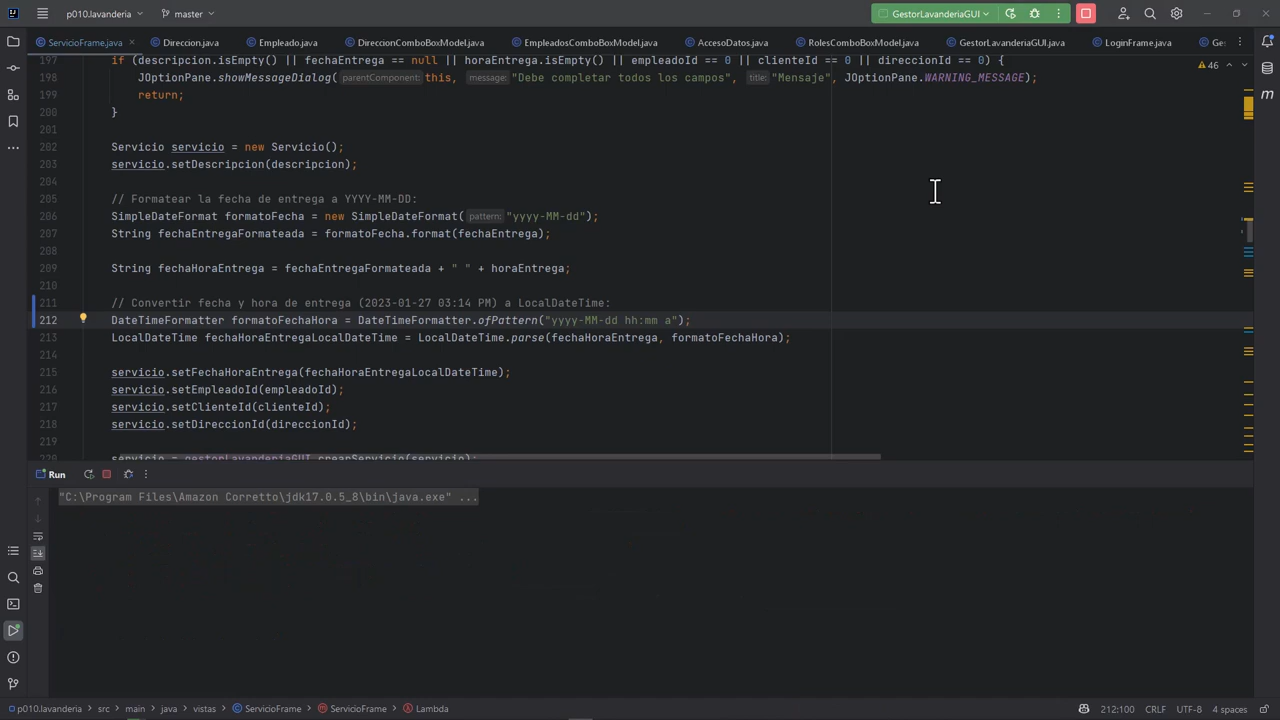 p010.lavanderia
master
GestorLavanderiaGUI
ServicioFrame.java
Direccion.java
Empleado.java
DireccionComboBoxModel.java
EmpleadosComboBoxModel.java
AccesoDatos.java
RolesComboBoxModel.java
GestorLavanderiaGUI.java
LoginFrame.java
Ge
46
197 if (descripcion.isEmpty() || fechaEntrega == null || horaEntrega.isEmpty() || empleadoId == 0 || clienteId == 0 || direccionId == 0) {
198 JOptionPane.showMessageDialog( parentComponent: this, message: "Debe completar todos los campos", title: "Mensaje", JOptionPane.WARNING_MESSAGE);
199 return;
200 }
201
202 Servicio servicio = new Servicio();
203 servicio.setDescripcion(descripcion);
204
205 // Formatear la fecha de entrega a YYYY-MM-DD:
206 SimpleDateFormat formatoFecha = new SimpleDateFormat( pattern: "yyyy-MM-dd");
207 String fechaEntregaFormateada = formatoFecha.format(fechaEntrega);
208
209 String fechaHoraEntrega = fechaEntregaFormateada + " " + horaEntrega;
210
211 // Convertir fecha y hora de entrega (2023-01-27 03:14 PM) a LocalDateTime:
212 DateTimeFormatter formatoFechaHora = DateTimeFormatter.ofPattern("yyyy-MM-dd hh:mm a");
213 LocalDateTime fechaHoraEntregaLocalDateTime = LocalDateTime.parse(fechaHoraEntrega, formatoFechaHora);
214
215 servicio.setFechaHoraEntrega(fechaHoraEntregaLocalDateTime);
216 servicio.setEmpleadoId(empleadoId);
217 servicio.setClienteId(clienteId);
218 servicio.setDireccionId(direccionId);
219
220 servicio = gestorLavanderiaGUI.crearServicio(servicio);
Run
"C:\Program Files\Amazon Corretto\jdk17.0.5_8\bin\java.exe" ...
p010.lavanderia > src > main > java > vistas > ServicioFrame > ServicioFrame > Lambda
212:100 CRLF UTF-8 4 spaces